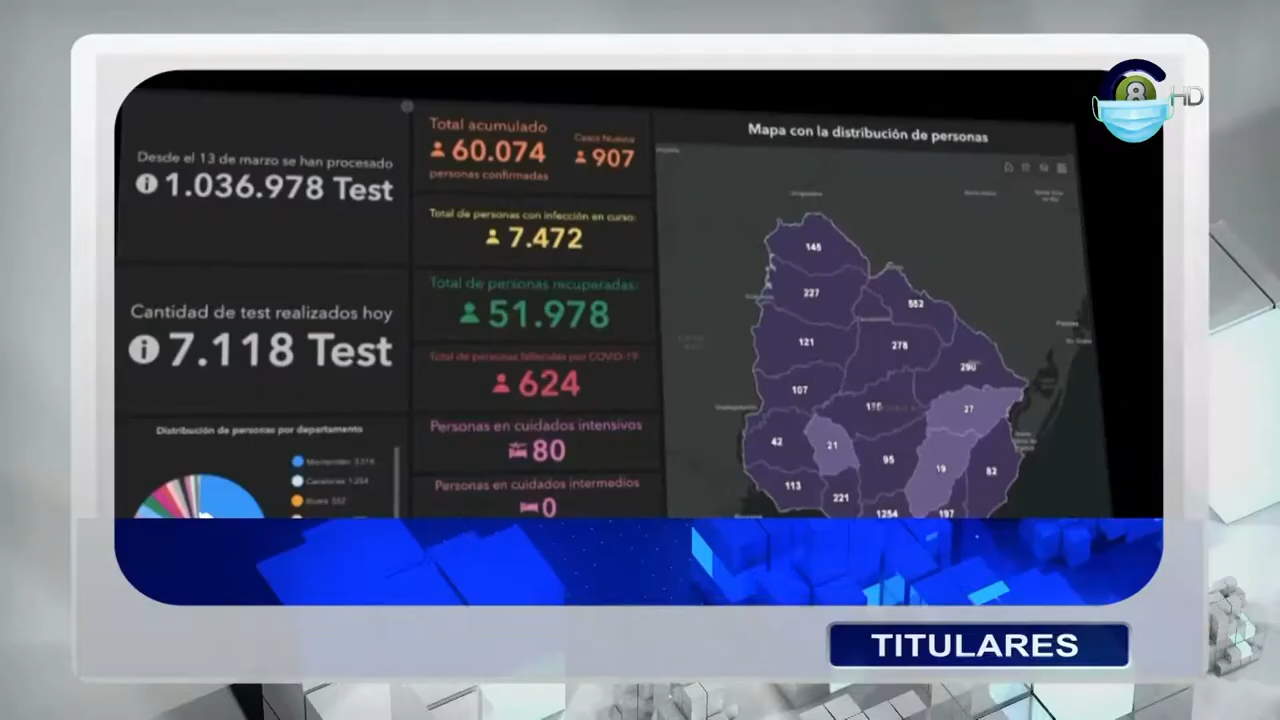 8 HD
Desde el 13 de marzo se han procesado
1.036.978 Test
Cantidad de test realizados hoy
7.118 Test
Distribución de personas por departamento
Total acumulado
60.074
personas confirmadas
Casos Nuevos
907
Total de personas con infección en curso:
7.472
Total de personas recuperadas:
51.978
Total de personas fallecidas por COVID-19:
624
Personas en cuidados intensivos
80
Personas en cuidados intermedios
0
Mapa con la distribución de personas
145
227
552
121
278
290
107
27
42
21
95
19
82
113
221
1254
197
TITULARES